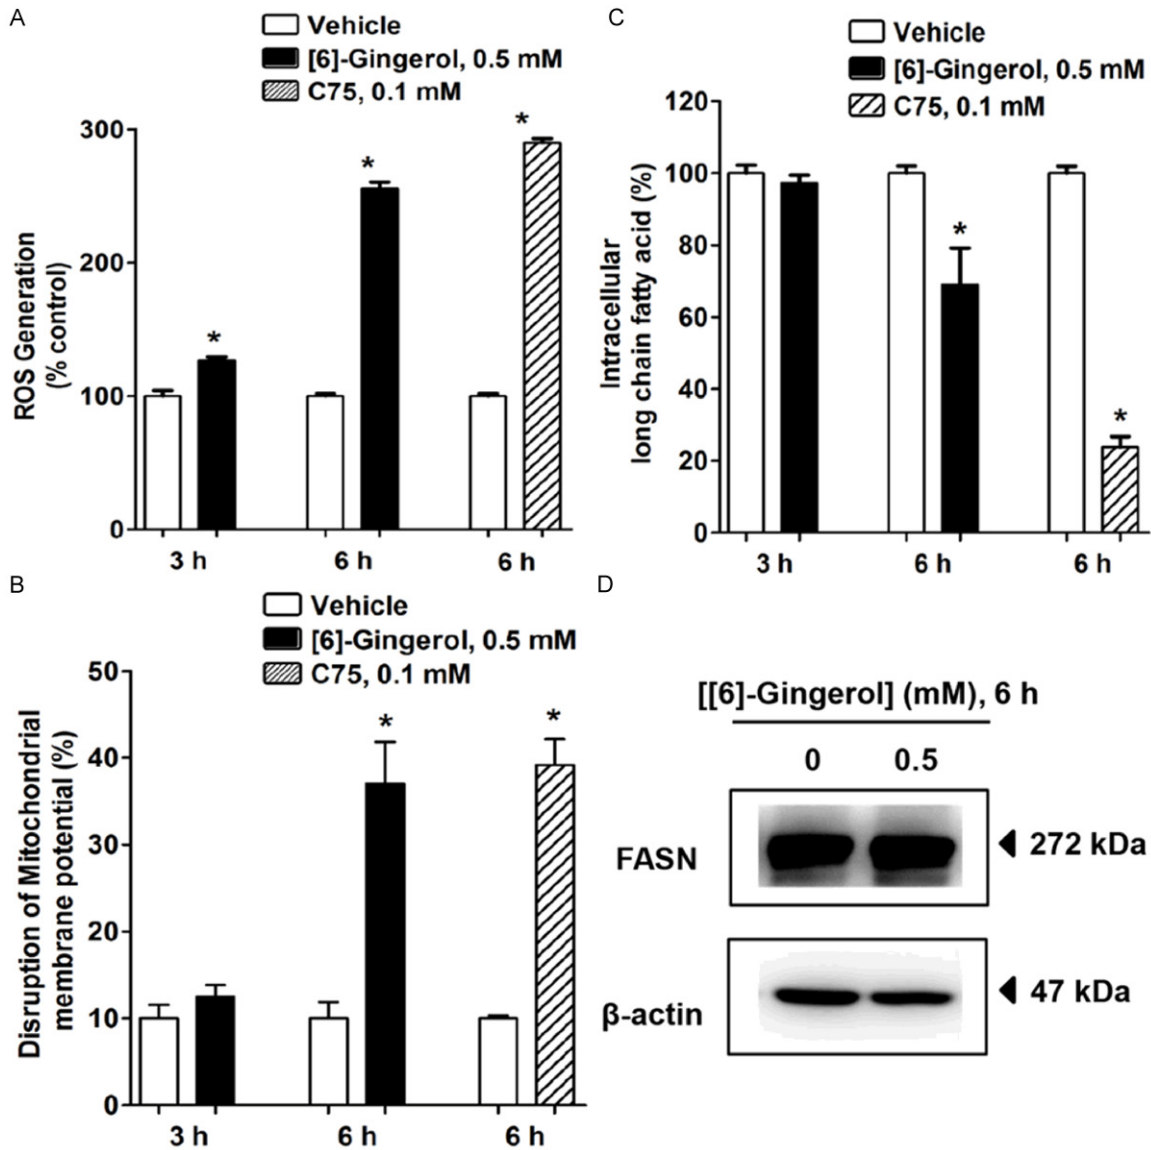 A
Vehicle
[6]-Gingerol, 0.5 mM
C75, 0.1 mM
ROS Generation
(% control)
300
200
100
0
*
*
*
3 h
6 h
6 h
C
Vehicle
[6]-Gingerol, 0.5 mM
C75, 0.1 mM
Intracellular
long chain fatty acid (%)
120
100
80
60
40
20
0
*
*
3 h
6 h
6 h
B
Vehicle
[6]-Gingerol, 0.5 mM
C75, 0.1 mM
Disruption of Mitochondrial
membrane potential (%)
50
40
30
20
10
0
*
*
3 h
6 h
6 h
D
[[6]-Gingerol] (mM), 6 h
0 0.5
FASN 272 kDa
β-actin 47 kDa